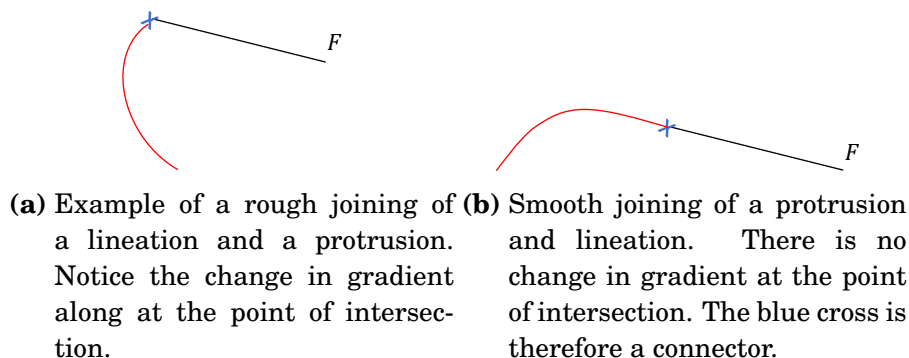 F
F
(a) Example of a rough joining of
a lineation and a protrusion.
Notice the change in gradient
along at the point of intersec-
tion.
(b) Smooth joining of a protrusion
and lineation. There is no
change in gradient at the point
of intersection. The blue cross is
therefore a connector.